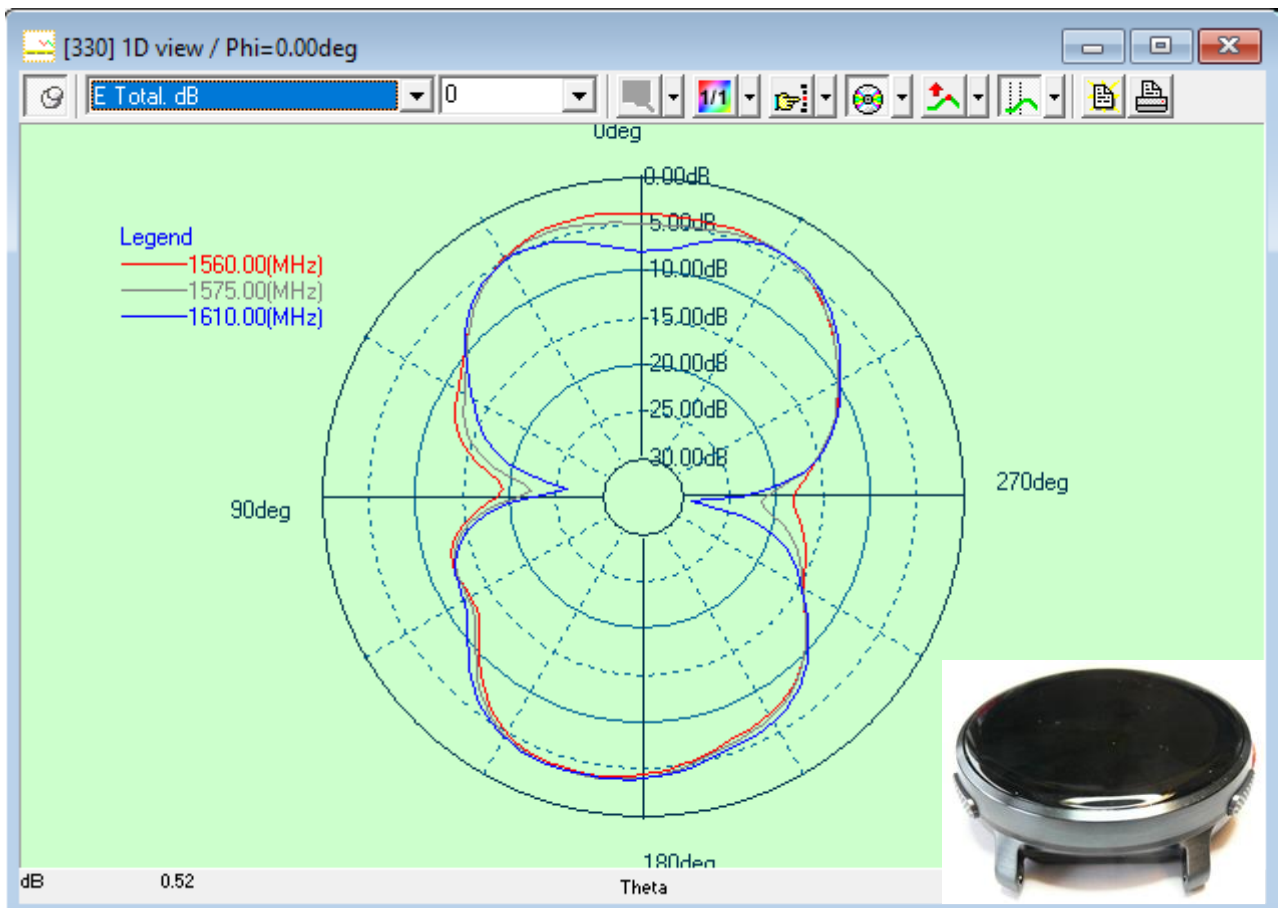 [330] 1D view / Phi=0.00deg
E Total. dB
0
1/1
0deg
0.00dB
-5.00dB
-10.00dB
-15.00dB
-20.00dB
-25.00dB
-30.00dB
Legend
1560.00(MHz)
1575.00(MHz)
1610.00(MHz)
90deg
270deg
180deg
dB
0.52
Theta